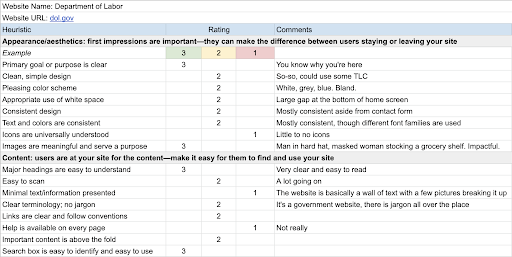 Website Name: Department of Labor
Website URL: dol.gov
Heuristic Rating Comments
Appearance/aesthetics: first impressions are important—they can make the difference between users staying or leaving your site
Example 3 2 1
Primary goal or purpose is clear 3 You know why you're here
Clean, simple design 2 So-so, could use some TLC
Pleasing color scheme 2 White, grey, blue. Bland.
Appropriate use of white space 2 Large gap at the bottom of home screen
Consistent design 2 Mostly consistent aside from contact form
Text and colors are consistent 2 Mostly consistent, though different font families are used
Icons are universally understood 1 Little to no icons
Images are meaningful and serve a purpose 3 Man in hard hat, masked woman stocking a grocery shelf. Impactful.
Content: users are at your site for the content—make it easy for them to find and use your site
Major headings are easy to understand 3 Very clear and easy to read
Easy to scan 2 A lot going on
Minimal text/information presented 1 The website is basically a wall of text with a few pictures breaking it up
Clear terminology; no jargon 2 It's a government website, there is jargon all over the place
Links are clear and follow conventions 2
Help is available on every page 1 Not really
Important content is above the fold 2
Search box is easy to identify and easy to use 3